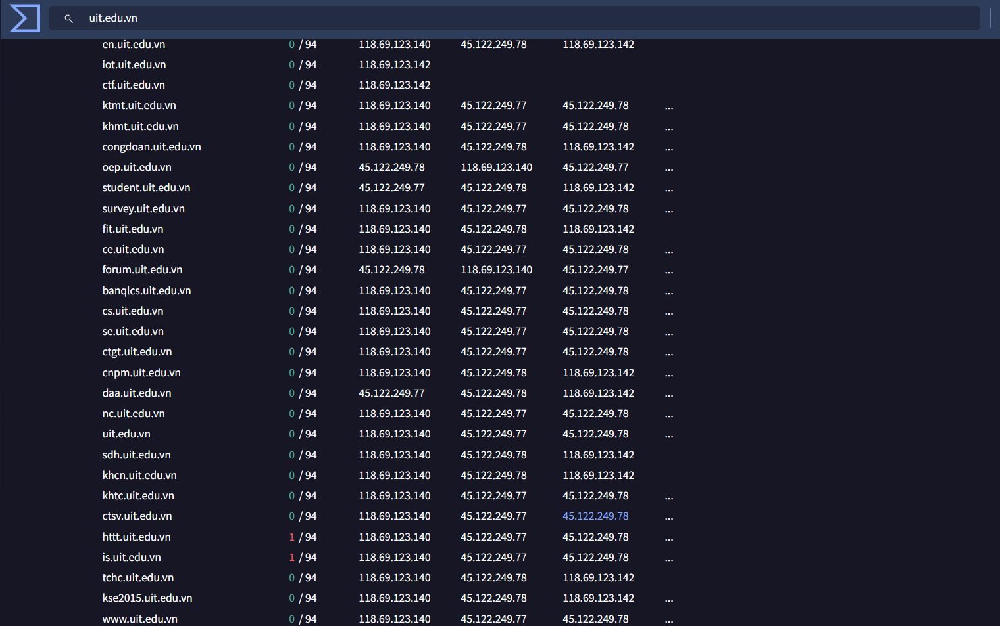 uit.edu.vn
en.uit.edu.vn 0 / 94 118.69.123.140 45.122.249.78 118.69.123.142
iot.uit.edu.vn 0 / 94 118.69.123.142
ctf.uit.edu.vn 0 / 94 118.69.123.142
ktmt.uit.edu.vn 0 / 94 118.69.123.140 45.122.249.77 45.122.249.78 ...
khmt.uit.edu.vn 0 / 94 118.69.123.140 45.122.249.77 45.122.249.78 ...
congdoan.uit.edu.vn 0 / 94 118.69.123.140 45.122.249.78 118.69.123.142 ...
oep.uit.edu.vn 0 / 94 45.122.249.78 118.69.123.140 45.122.249.77 ...
student.uit.edu.vn 0 / 94 45.122.249.77 45.122.249.78 118.69.123.142 ...
survey.uit.edu.vn 0 / 94 118.69.123.140 45.122.249.77 45.122.249.78 ...
fit.uit.edu.vn 0 / 94 118.69.123.140 45.122.249.78 118.69.123.142
ce.uit.edu.vn 0 / 94 118.69.123.140 45.122.249.77 45.122.249.78 ...
forum.uit.edu.vn 0 / 94 45.122.249.78 118.69.123.140 45.122.249.77 ...
banqlcs.uit.edu.vn 0 / 94 118.69.123.140 45.122.249.77 45.122.249.78 ...
cs.uit.edu.vn 0 / 94 118.69.123.140 45.122.249.77 45.122.249.78 ...
se.uit.edu.vn 0 / 94 118.69.123.140 45.122.249.77 45.122.249.78 ...
ctgt.uit.edu.vn 0 / 94 118.69.123.140 45.122.249.77 45.122.249.78 ...
cnpm.uit.edu.vn 0 / 94 118.69.123.140 45.122.249.78 118.69.123.142 ...
daa.uit.edu.vn 0 / 94 45.122.249.77 45.122.249.78 118.69.123.142 ...
nc.uit.edu.vn 0 / 94 118.69.123.140 45.122.249.77 45.122.249.78 ...
uit.edu.vn 0 / 94 118.69.123.140 45.122.249.77 45.122.249.78 ...
sdh.uit.edu.vn 0 / 94 118.69.123.140 45.122.249.78 118.69.123.142
khcn.uit.edu.vn 0 / 94 118.69.123.140 45.122.249.78 118.69.123.142
khtc.uit.edu.vn 0 / 94 118.69.123.140 45.122.249.77 45.122.249.78 ...
ctsv.uit.edu.vn 0 / 94 118.69.123.140 45.122.249.77 45.122.249.78 ...
httt.uit.edu.vn 1 / 94 118.69.123.140 45.122.249.77 45.122.249.78 ...
is.uit.edu.vn 1 / 94 118.69.123.140 45.122.249.77 45.122.249.78 ...
tchc.uit.edu.vn 0 / 94 118.69.123.140 45.122.249.78 118.69.123.142
kse2015.uit.edu.vn 0 / 94 118.69.123.140 45.122.249.78 118.69.123.142 ...
www.uit.edu.vn 0 / 94 118.69.123.140 45.122.249.77 45.122.249.78 ...